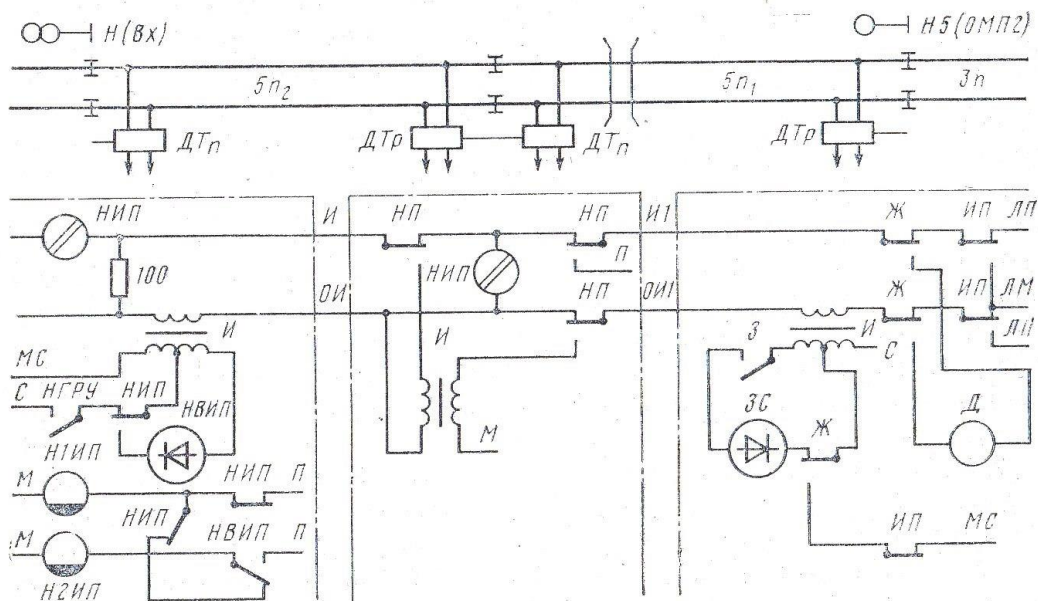 Н(ВХ) Н5(ОМП2)
5п₂ 5п₁ 3п
ДТп ДТр ДТп ДТр
НИП И НП НП И1 Ж ИП ЛП
100 НИП П
ОИ НП ОИ1 Ж ИП ЛМ
И И З И С ЛП
МС
С НГРУ НИП НВИП ЗС Ж Д
Н1ИП М
М НИП П
НИП НВИП П ИП МС
М
Н2ИП